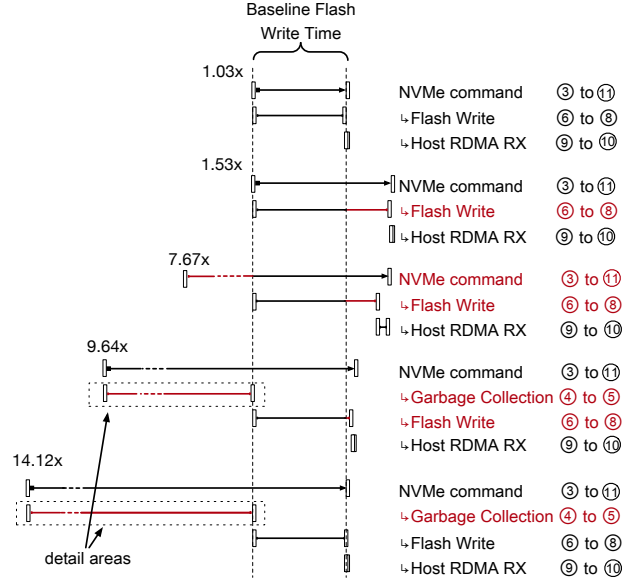 Baseline Flash
Write Time
1.03x
NVMe command ③ to ⑪
↳Flash Write ⑥ to ⑧
↳Host RDMA RX ⑨ to ⑩
1.53x
NVMe command ③ to ⑪
↳Flash Write ⑥ to ⑧
↳Host RDMA RX ⑨ to ⑩
7.67x
NVMe command ③ to ⑪
↳Flash Write ⑥ to ⑧
↳Host RDMA RX ⑨ to ⑩
9.64x
NVMe command ③ to ⑪
↳Garbage Collection ④ to ⑤
↳Flash Write ⑥ to ⑧
↳Host RDMA RX ⑨ to ⑩
14.12x
NVMe command ③ to ⑪
↳Garbage Collection ④ to ⑤
↳Flash Write ⑥ to ⑧
detail areas
↳Host RDMA RX ⑨ to ⑩